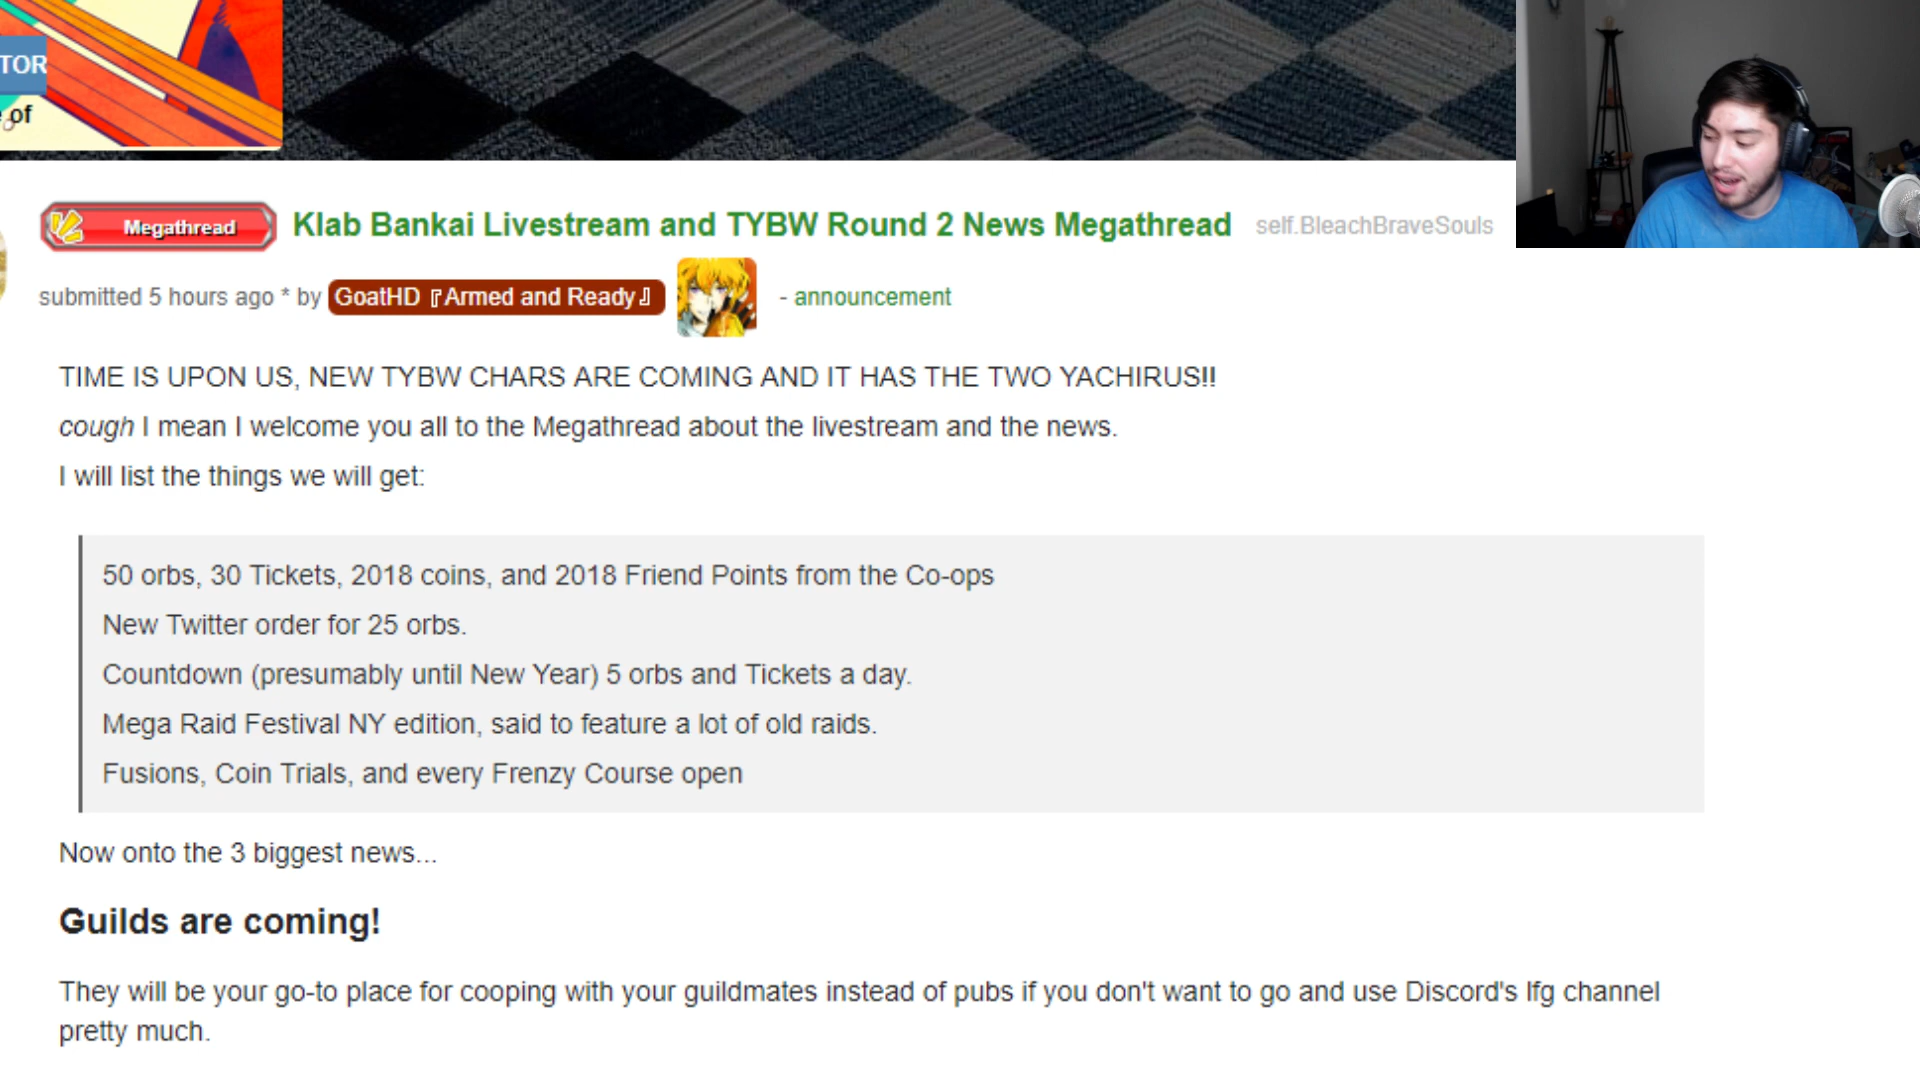 TOR
e of
Megathread Klab Bankai Livestream and TYBW Round 2 News Megathread self.BleachBraveSouls
submitted 5 hours ago * by GoatHD『Armed and Ready』 - announcement
TIME IS UPON US, NEW TYBW CHARS ARE COMING AND IT HAS THE TWO YACHIRUS!!
cough I mean I welcome you all to the Megathread about the livestream and the news.
I will list the things we will get:
50 orbs, 30 Tickets, 2018 coins, and 2018 Friend Points from the Co-ops
New Twitter order for 25 orbs.
Countdown (presumably until New Year) 5 orbs and Tickets a day.
Mega Raid Festival NY edition, said to feature a lot of old raids.
Fusions, Coin Trials, and every Frenzy Course open
Now onto the 3 biggest news...
Guilds are coming!
They will be your go-to place for cooping with your guildmates instead of pubs if you don't want to go and use Discord's lfg channel
pretty much.